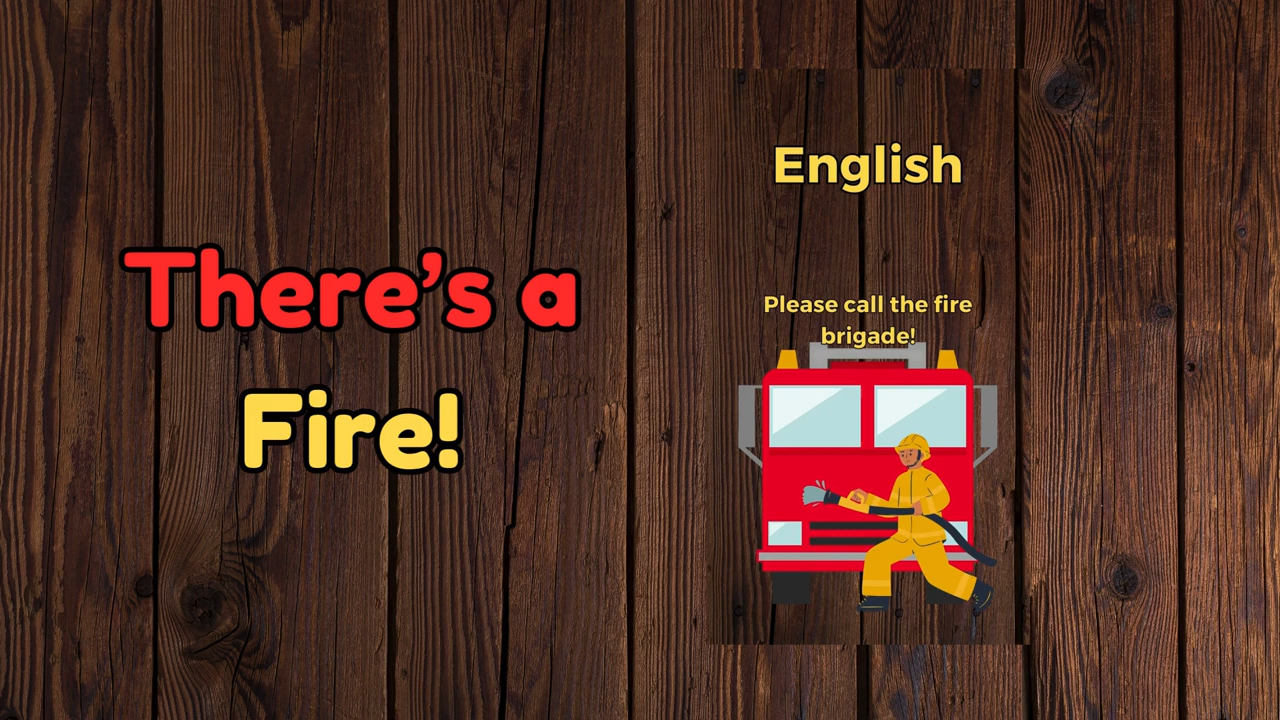 There’s a
Fire!
English
Please call the fire
brigade!